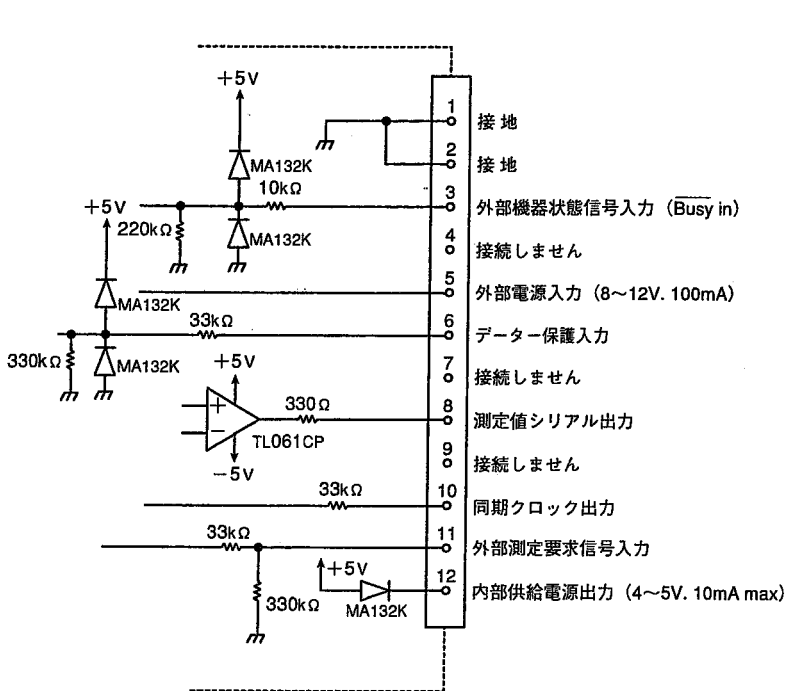 +5V
MA132K
10kΩ
220kΩ
MA132K
+5V
MA132K
33kΩ
330kΩ
MA132K
+5V
330Ω
TL061CP
-5V
33kΩ
33kΩ
330kΩ
+5V
MA132K
1 接地
2 接地
3 外部機器状態信号入力（B̅u̅s̅y̅ in）
4 接続しません
5 外部電源入力（8〜12V. 100mA）
6 データー保護入力
7 接続しません
8 測定値シリアル出力
9 接続しません
10 同期クロック出力
11 外部測定要求信号入力
12 内部供給電源出力（4〜5V. 10mA max）